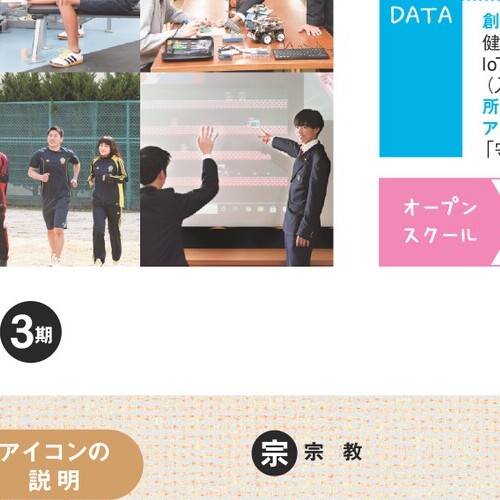 DATA
創
健
IoT
所
ア
オープン
スクール
3期
アイコンの
説明
宗 宗 教